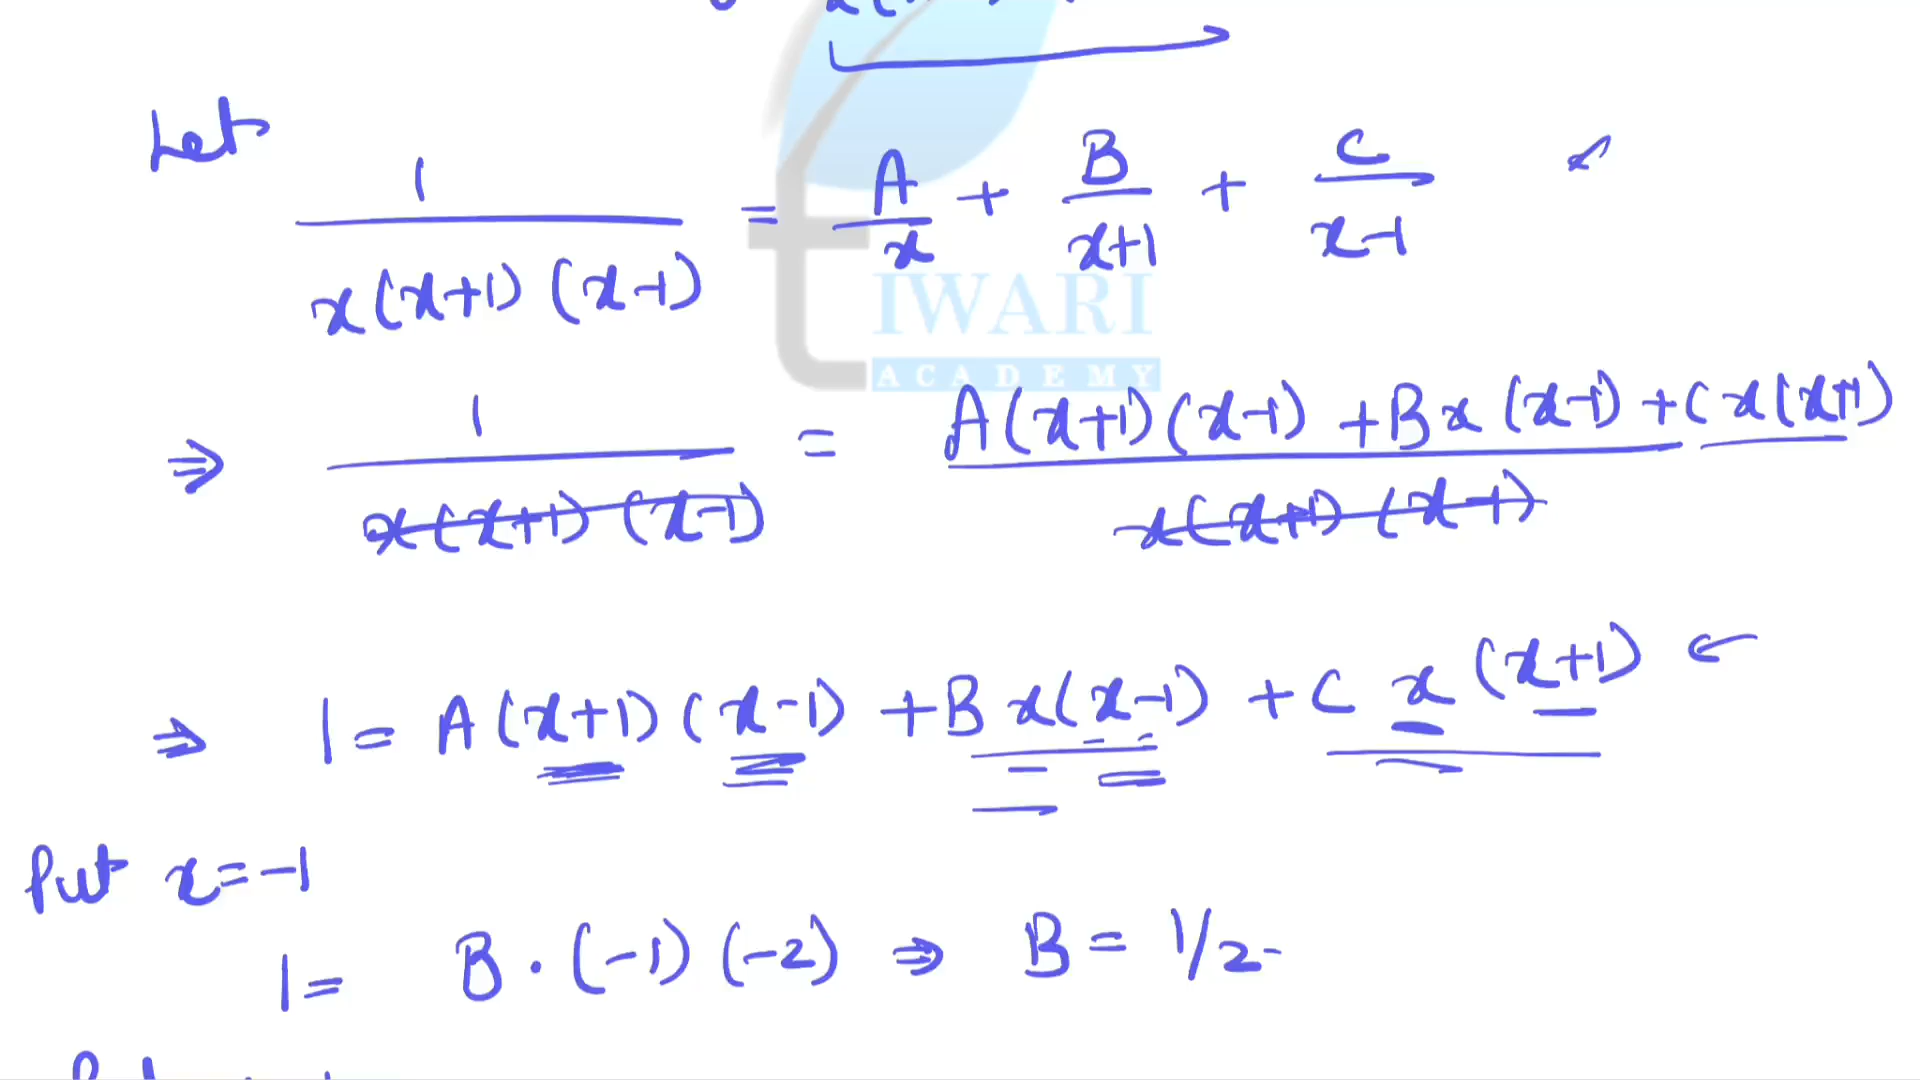 Let
1/(x(x+1)(x-1)) = A/x + B/(x+1) + C/(x-1)
IWARI
ACADEMY
⇒ 1/(x(x+1)(x-1)) = (A(x+1)(x-1) + Bx(x-1) + Cx(x+1))/(x(x+1)(x-1))
⇒ 1 = A(x+1)(x-1) + Bx(x-1) + Cx(x+1) ←
Put x = -1
1 = B·(-1)(-2) ⇒ B = 1/2